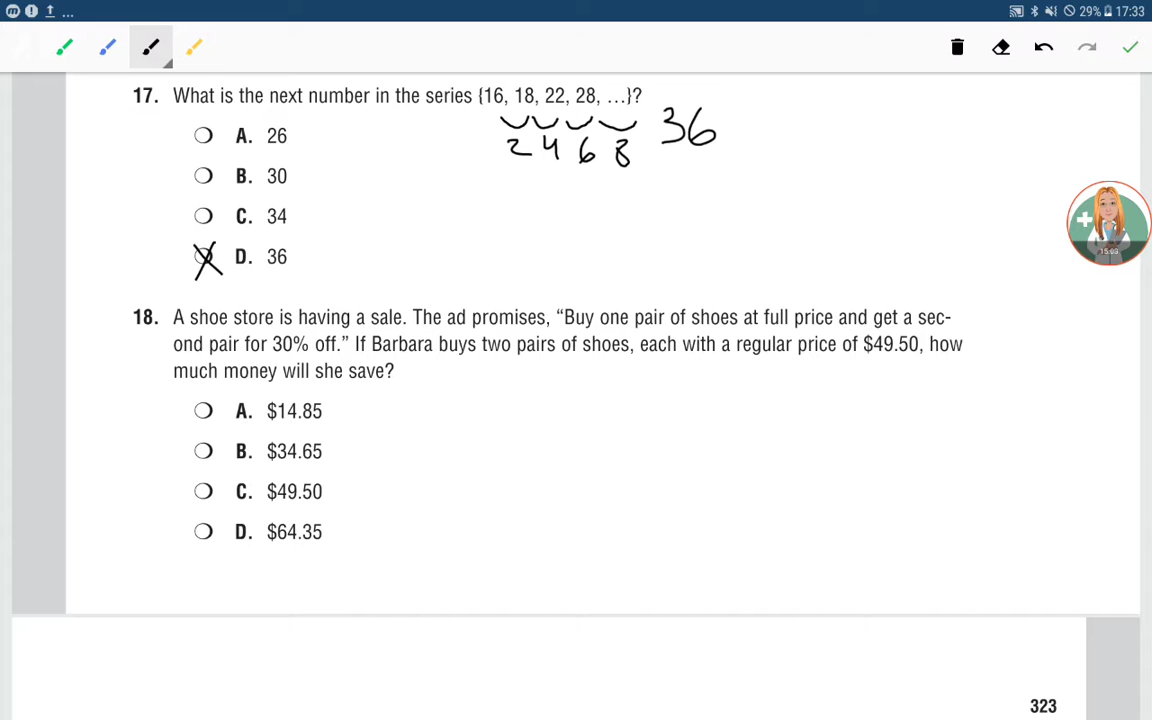 ... 29% 17:33
17. What is the next number in the series {16, 18, 22, 28, …}?
36
2 4 6 8
A. 26
B. 30
C. 34
D. 36
18. A shoe store is having a sale. The ad promises, “Buy one pair of shoes at full price and get a sec-
ond pair for 30% off.” If Barbara buys two pairs of shoes, each with a regular price of $49.50, how
much money will she save?
A. $14.85
B. $34.65
C. $49.50
D. $64.35
15:03
323